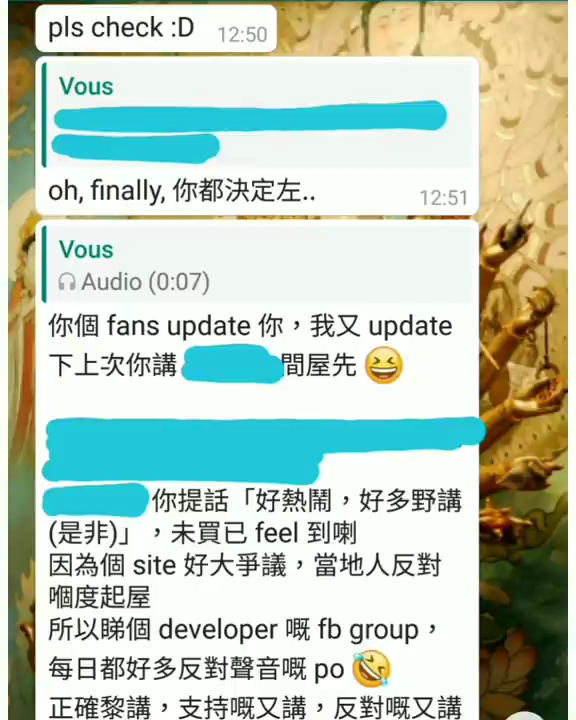 pls check :D 12:50
Vous
oh, finally, 你都決定左.. 12:51
Vous
Audio (0:07)
你個 fans update 你，我又 update
下上次你講
間屋先 😆
你提話「好熱鬧，好多野講
(是非)」，未買已 feel 到喇
因為個 site 好大爭議，當地人反對
嗰度起屋
所以睇個 developer 嘅 fb group，
每日都好多反對聲音嘅 po 🤣
正確黎講，支持嘅又講，反對嘅又講